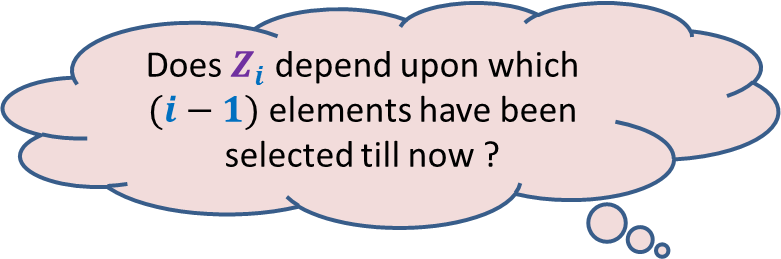 Does Zᵢ depend upon which
(i − 1) elements have been
selected till now ?